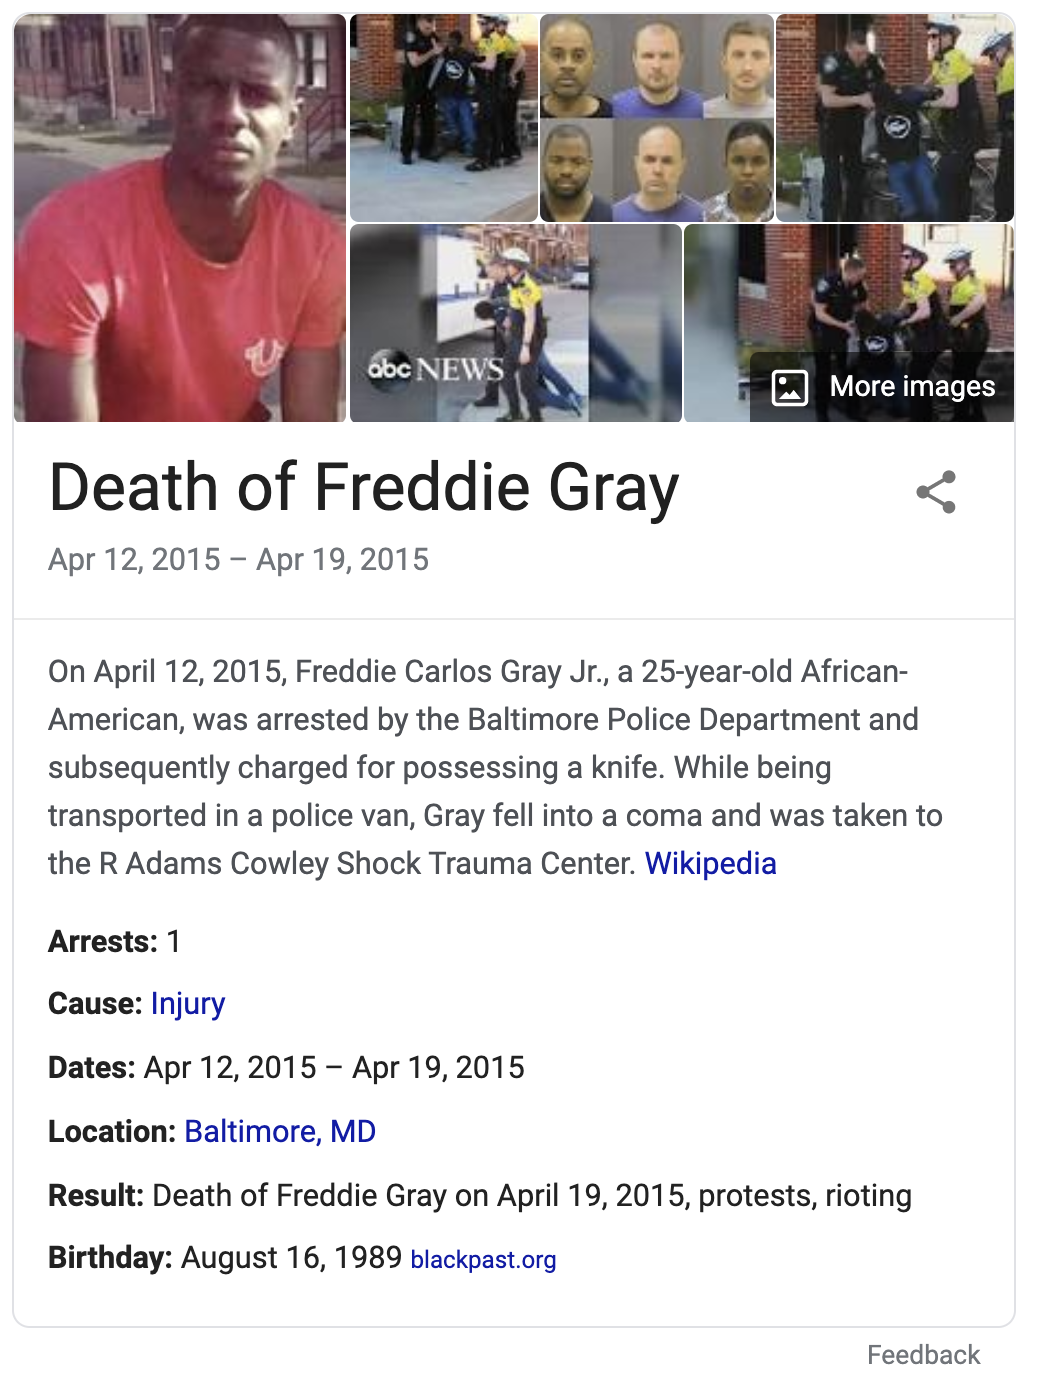 abc NEWS
More images
Death of Freddie Gray
Apr 12, 2015 – Apr 19, 2015
On April 12, 2015, Freddie Carlos Gray Jr., a 25-year-old African-
American, was arrested by the Baltimore Police Department and
subsequently charged for possessing a knife. While being
transported in a police van, Gray fell into a coma and was taken to
the R Adams Cowley Shock Trauma Center. Wikipedia
Arrests: 1
Cause: Injury
Dates: Apr 12, 2015 – Apr 19, 2015
Location: Baltimore, MD
Result: Death of Freddie Gray on April 19, 2015, protests, rioting
Birthday: August 16, 1989 blackpast.org
Feedback